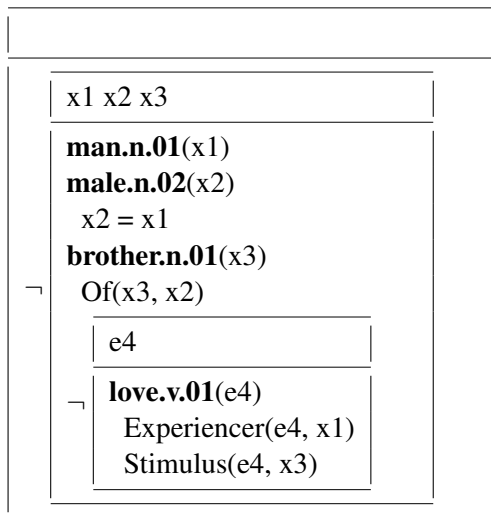 x1 x2 x3
man.n.01(x1)
male.n.02(x2)
x2 = x1
brother.n.01(x3)
¬ Of(x3, x2)
e4
¬ love.v.01(e4)
Experiencer(e4, x1)
Stimulus(e4, x3)